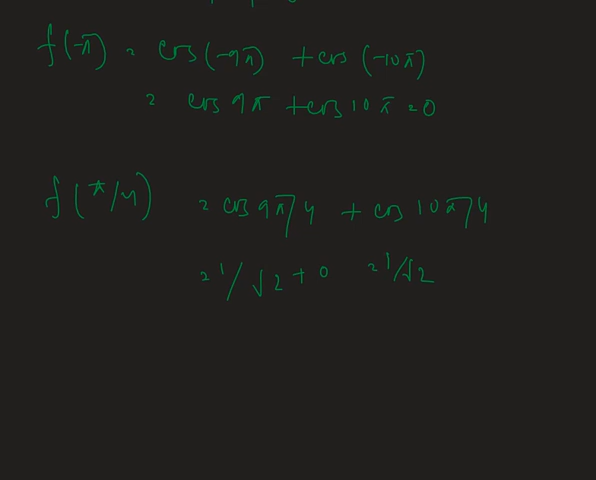 f(-π) = cos(-9π) + cos(-10π)
= cos 9π + cos 10π = 0
f(π/4) = cos 9π/4 + cos 10π/4
= 1/√2 + 0 = 1/√2